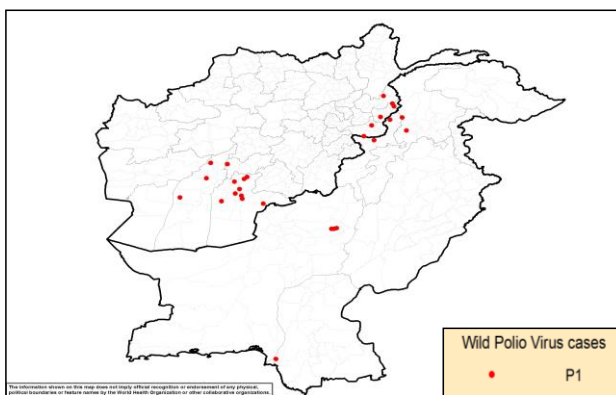 Wild Polio Virus cases
P1
The information shown on this map does not imply official recognition or endorsement of any physical,
political boundaries or feature names by the World Health Organization or other collaborative organizations.